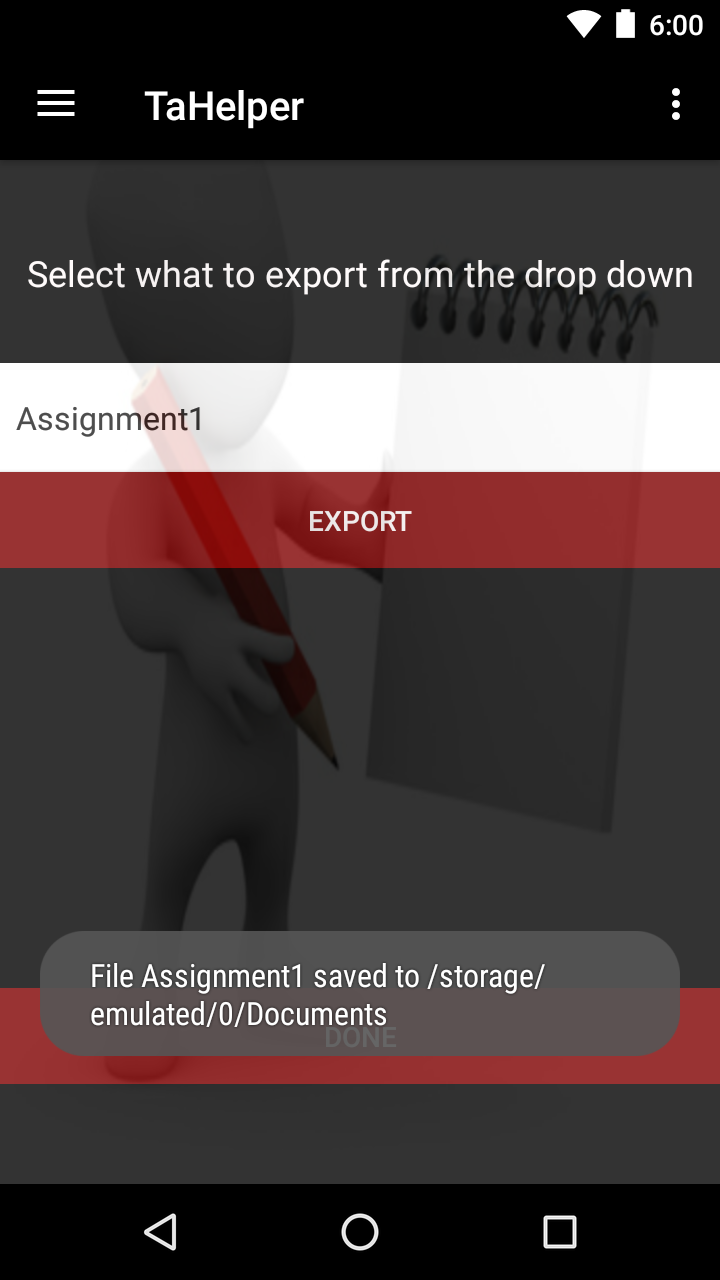 6:00
TaHelper
Select what to export from the drop down
Assignment1
EXPORT
File Assignment1 saved to /storage/
emulated/0/Documents
DONE